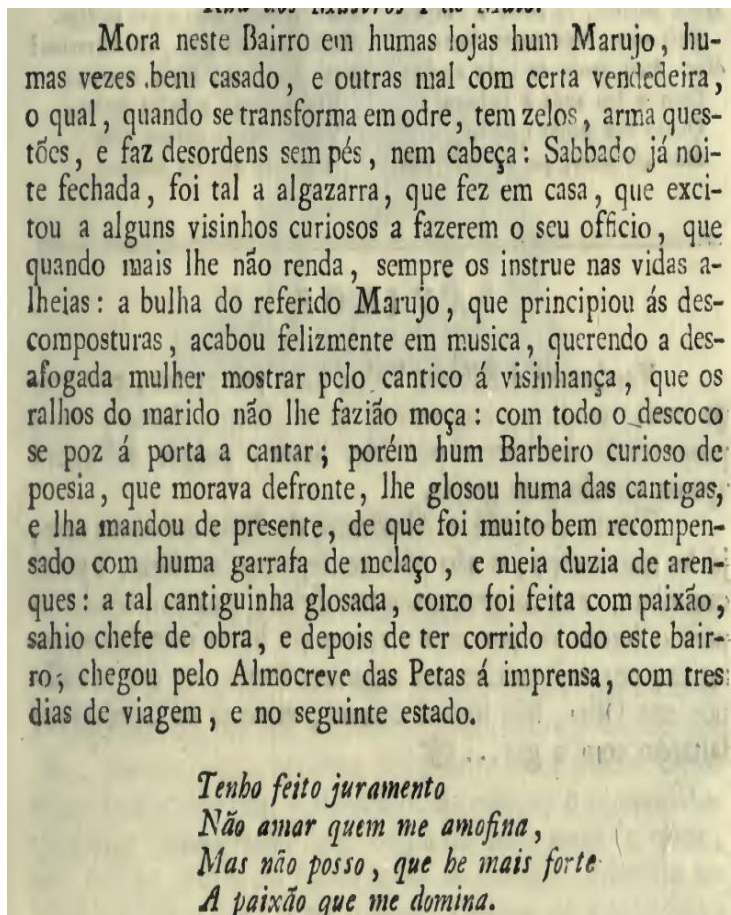 Mora neste Bairro em humas lojas hum Marujo, hu-
mas vezes bem casado, e outras mal com certa vendedeira,
o qual, quando se transforma em odre, tem zelos, arma ques-
tões, e faz desordens sem pés, nem cabeça: Sabbado já noi-
te fechada, foi tal a algazarra, que fez em casa, que exci-
tou a alguns visinhos curiosos a fazerem o seu officio, que
quando mais lhe não renda, sempre os instrue nas vidas a-
lheias: a bulha do referido Marujo, que principiou ás des-
composturas, acabou felizmente em musica, querendo a des-
afogada mulher mostrar pelo cantico á visinhança, que os
ralhos do marido não lhe fazião moça: com todo o descoco
se poz á porta a cantar; porém hum Barbeiro curioso de
poesia, que morava defronte, lhe glosou huma das cantigas,
e lha mandou de presente, de que foi muito bem recompen-
sado com huma garrafa de melaço, e meia duzia de aren-
ques: a tal cantiguinha glosada, como foi feita com paixão,
sahio chefe de obra, e depois de ter corrido todo este bair-
ro; chegou pelo Almocreve das Petas á imprensa, com tres
dias de viagem, e no seguinte estado.
Tenho feito juramento
Não amar quem me amofina,
Mas não posso, que he mais forte
A paixão que me domina.